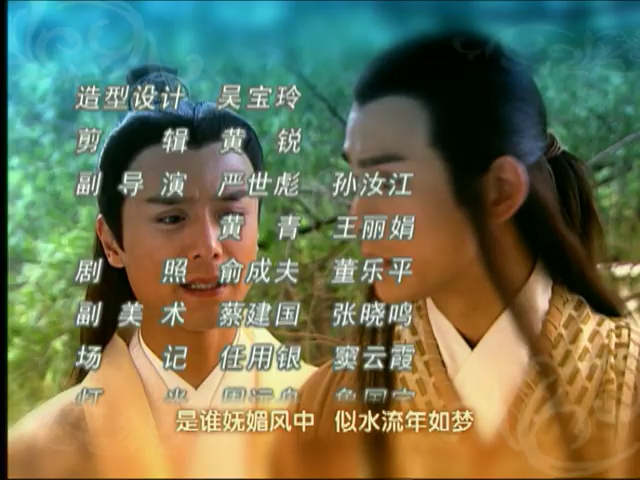 造型设计 吴宝玲
剪辑 黄锐
副导演 严世彪 孙汝江
黄青 王丽娟
剧照 俞成夫 董乐平
副美术 蔡建国 张晓鸣
场记 任用银 窦云霞
灯光
是谁妩媚风中 似水流年如梦